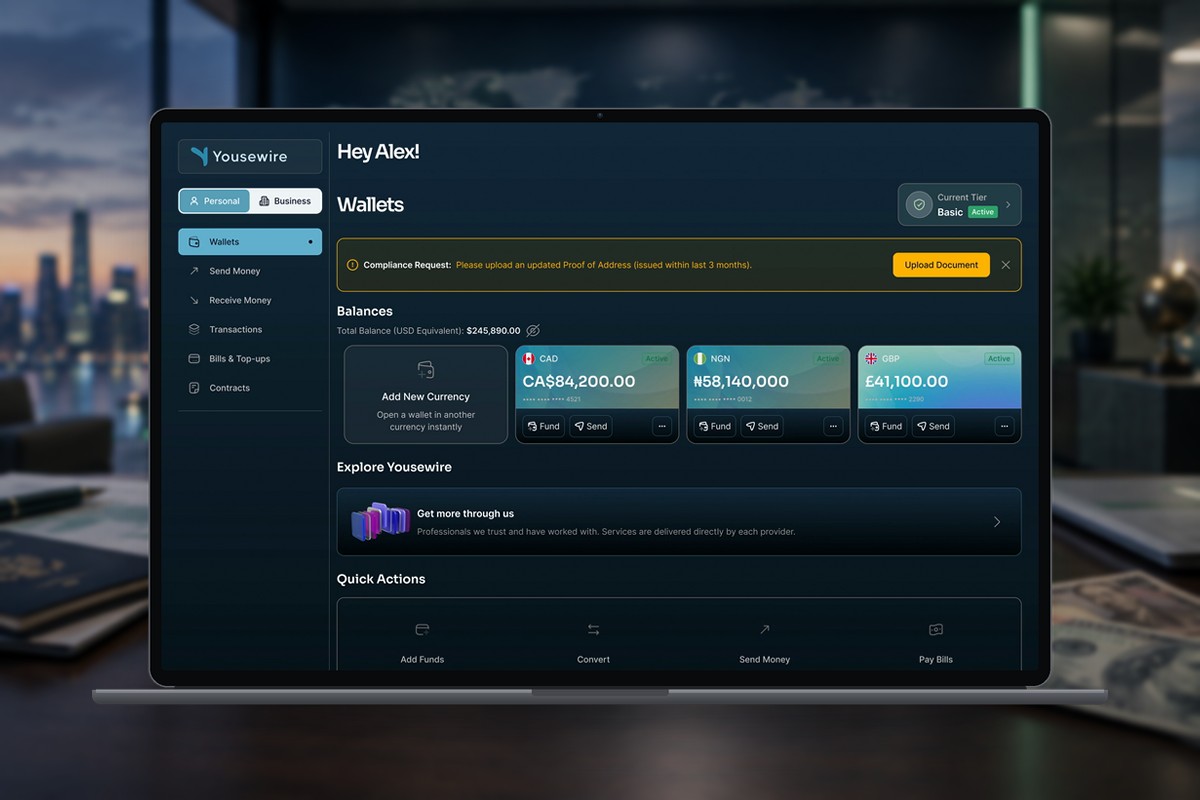 Yousewire
Hey Alex!
Personal
Business
Wallets
Current Tier
Basic Active
Wallets
Send Money
Receive Money
Transactions
Bills & Top-ups
Contracts
Compliance Request: Please upload an updated Proof of Address (issued within last 3 months).
Upload Document
Balances
Total Balance (USD Equivalent): $245,890.00
Add New Currency
Open a wallet in another
currency instantly
CAD Active
CA$84,200.00
•••• •••• •••• 4521
Fund Send
NGN Active
₦58,140,000
•••• •••• •••• 0012
Fund Send
GBP Active
£41,100.00
•••• •••• •••• 2290
Fund Send
Explore Yousewire
Get more through us
Professionals we trust and have worked with. Services are delivered directly by each provider.
Quick Actions
Add Funds
Convert
Send Money
Pay Bills